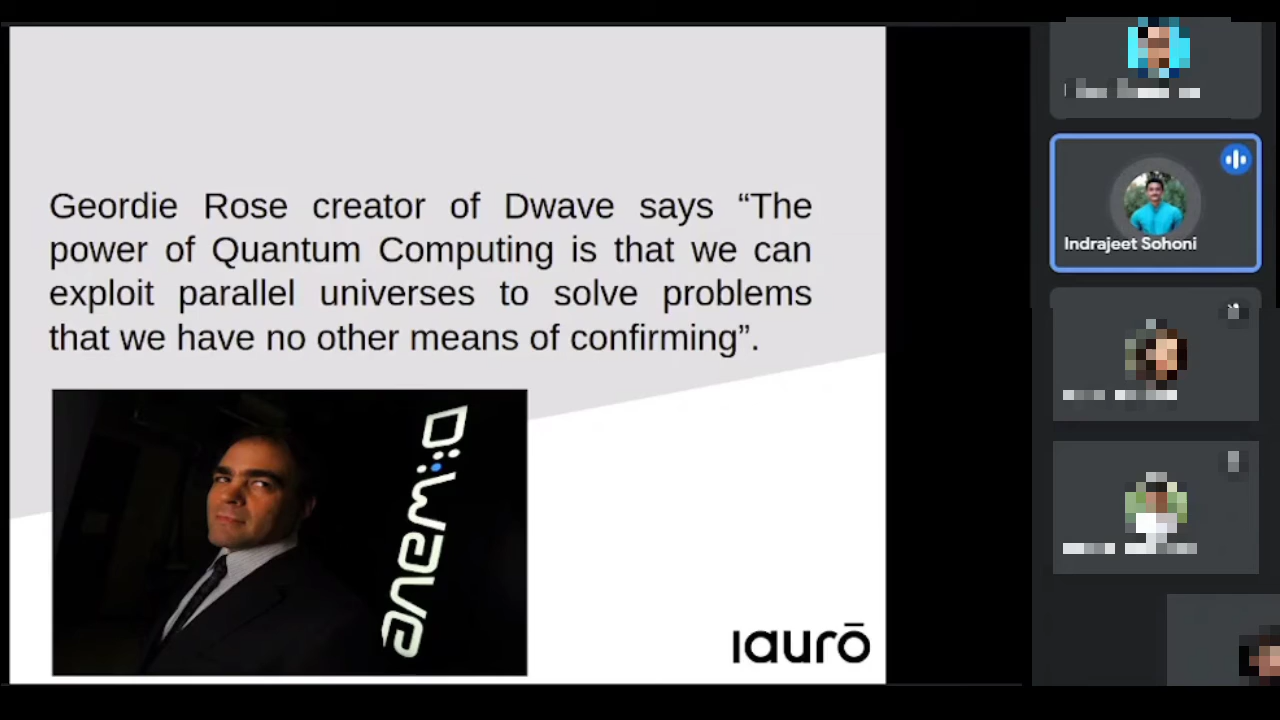 Geordie Rose creator of Dwave says “The
power of Quantum Computing is that we can
exploit parallel universes to solve problems
that we have no other means of confirming”.
D:wave
ıaurō
Indrajeet Sohoni